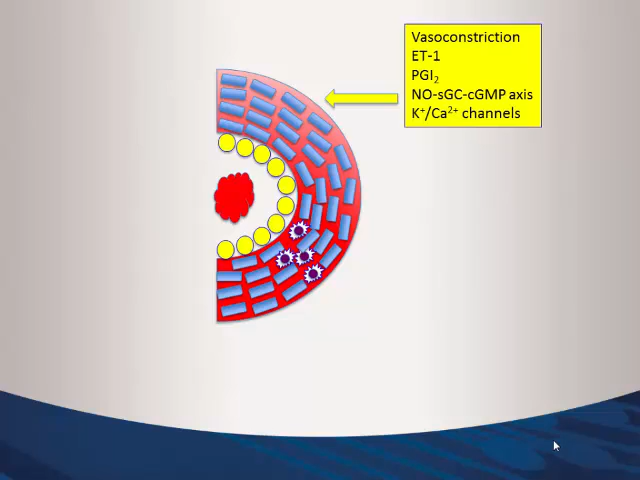 Vasoconstriction
ET-1
PGI₂
NO-sGC-cGMP axis
K⁺/Ca²⁺ channels